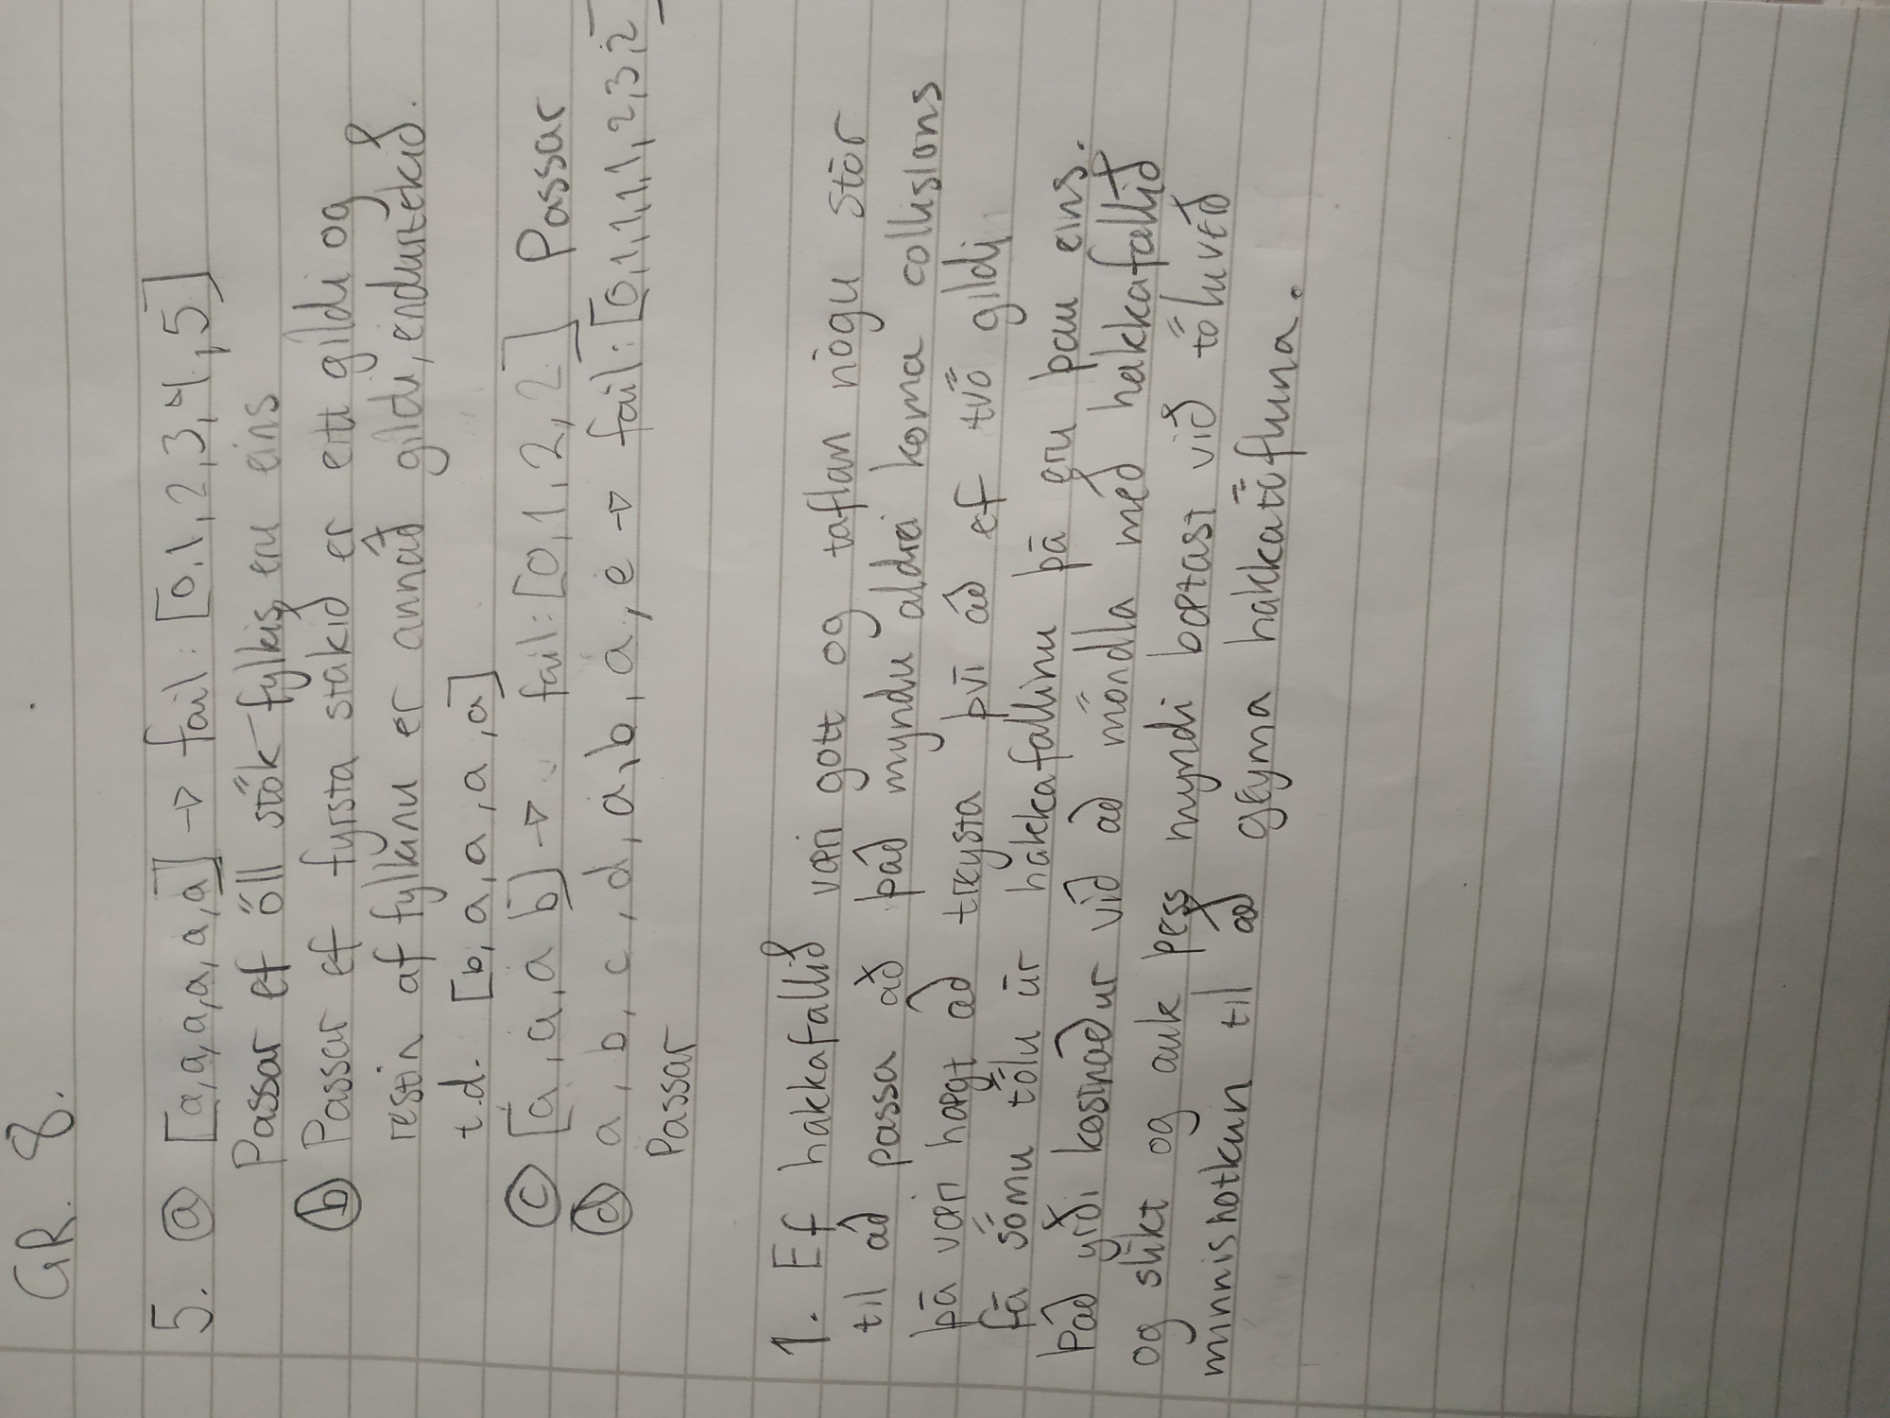 GR. 8.
5. (a) [a,a,a,a,a,a] → fail: [0,1,2,3,4,5]
Passar ef öll stök fylkis eru eins
(b) Passar ef fyrsta stakið er eitt gildi og
restin af fylkinu er annað gildi, endurtekið.
t.d. [b, a, a, a, a]
(c) [a, a, a b] → fail: [0,1,2,2] Passar
(d) a, b, c, d, a, b, a, e → fail: [0,1,1,1,1,2,3,2]
Passar
1. Ef hakkafallið væri gott og taflan nógu stór
til að passa að það myndu aldrei koma collisions
þá væri hægt að treysta því að ef tvö gildi
fá sömu tölu úr hakkafallinu þá eru þau eins.
Það yrði kostnaður við að möndla með hakkafallið
og slíkt og auk þess myndi bætast við töluverð
minnisnotkun til að geyma hakkatöfluna.